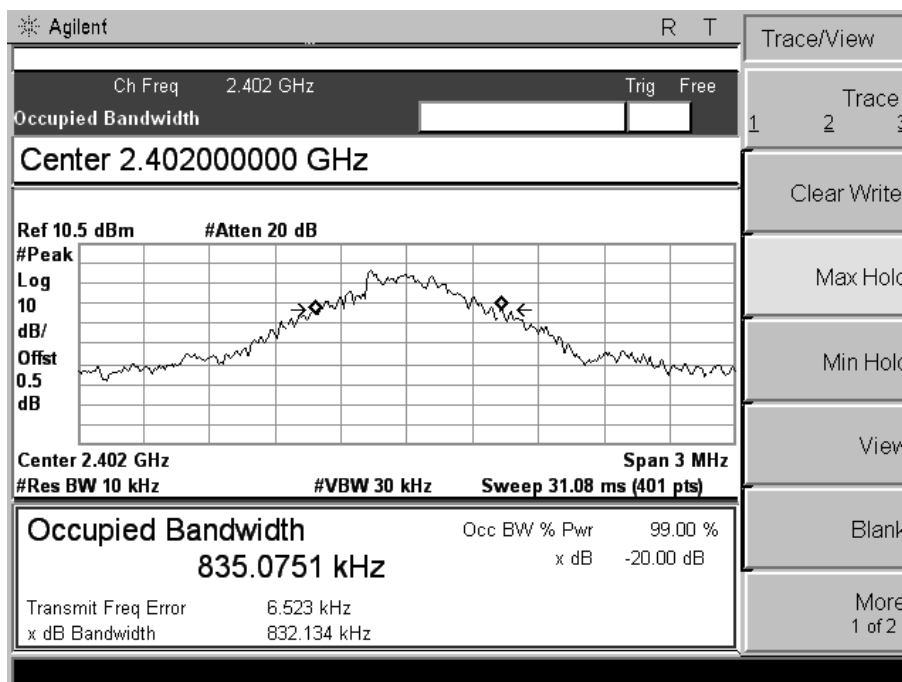 Agilent R T
Trace/View
Ch Freq 2.402 GHz Trig Free
Occupied Bandwidth
Trace
1 2 3
Center 2.402000000 GHz
Clear Write
Ref 10.5 dBm #Atten 20 dB
#Peak
Log
10
dB/
Offst
0.5
dB
Max Hold
Min Hold
Center 2.402 GHz Span 3 MHz
#Res BW 10 kHz #VBW 30 kHz Sweep 31.08 ms (401 pts)
View
Occupied Bandwidth Occ BW % Pwr 99.00 %
835.0751 kHz x dB -20.00 dB
Blank
Transmit Freq Error 6.523 kHz
x dB Bandwidth 832.134 kHz
More
1 of 2